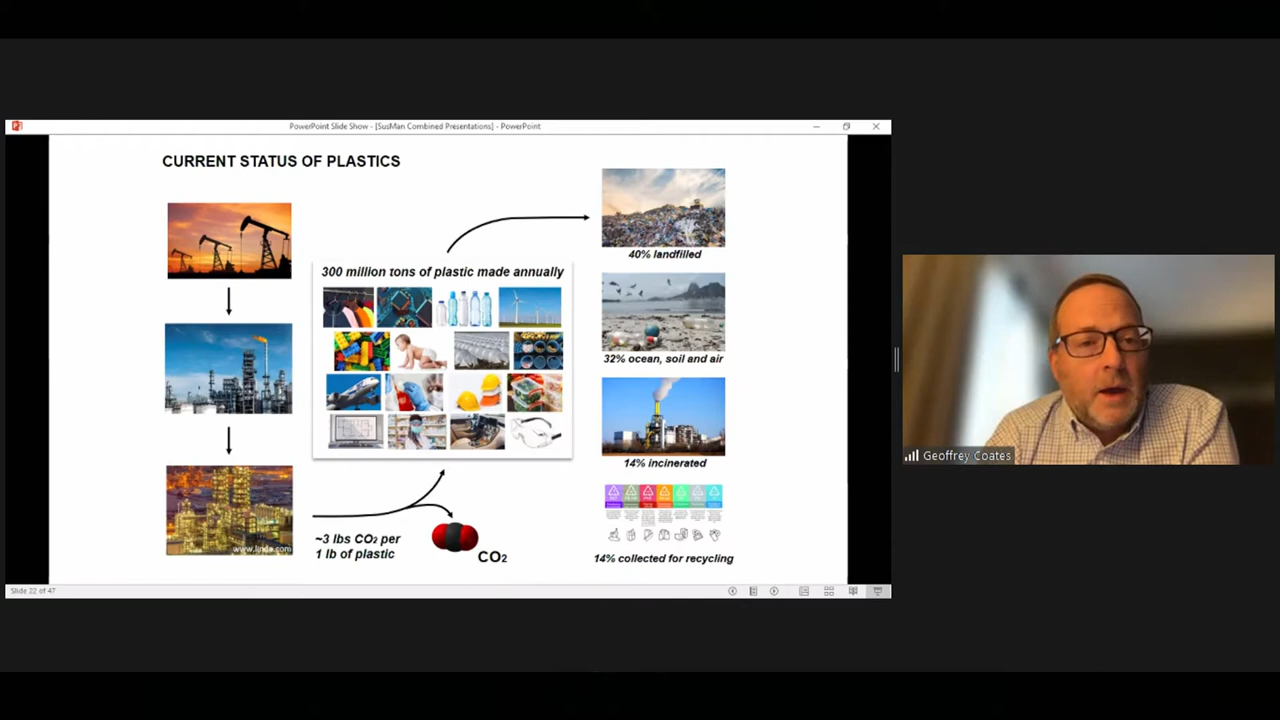 PowerPoint Slide Show - [SusMan Combined Presentations] - PowerPoint
CURRENT STATUS OF PLASTICS
300 million tons of plastic made annually
40% landfilled
32% ocean, soil and air
14% incinerated
14% collected for recycling
www.linde.com
~3 lbs CO₂ per
1 lb of plastic
CO₂
Slide 22 of 47
Geoffrey Coates